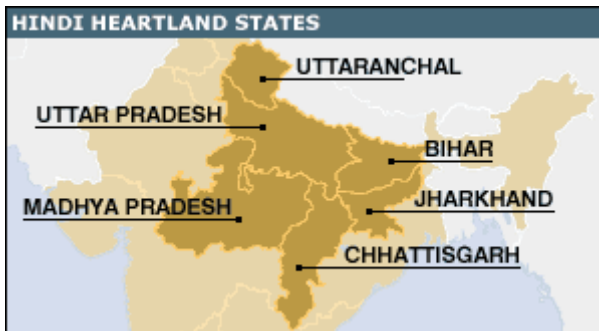 HINDI HEARTLAND STATES
UTTARANCHAL
UTTAR PRADESH
BIHAR
MADHYA PRADESH
JHARKHAND
CHHATTISGARH